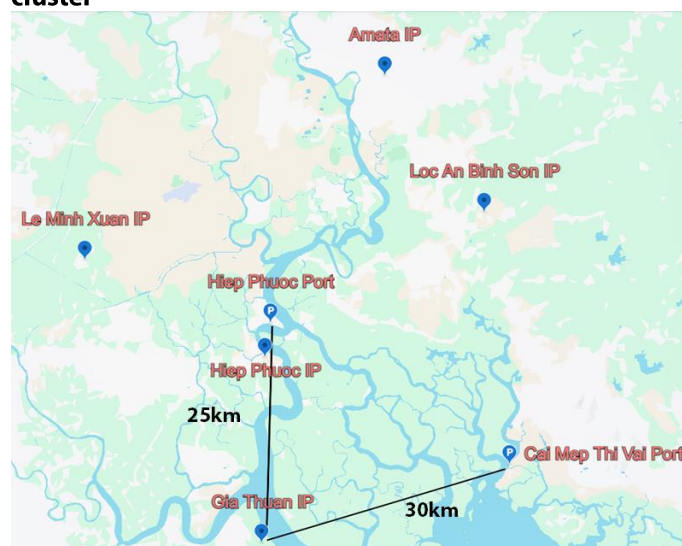 cluster
Amata IP
Loc An Binh Son IP
Le Minh Xuan IP
Hiep Phuoc Port
P
Hiep Phuoc IP
25km
P
Cai Mep Thi Vai Port
Gia Thuan IP
30km